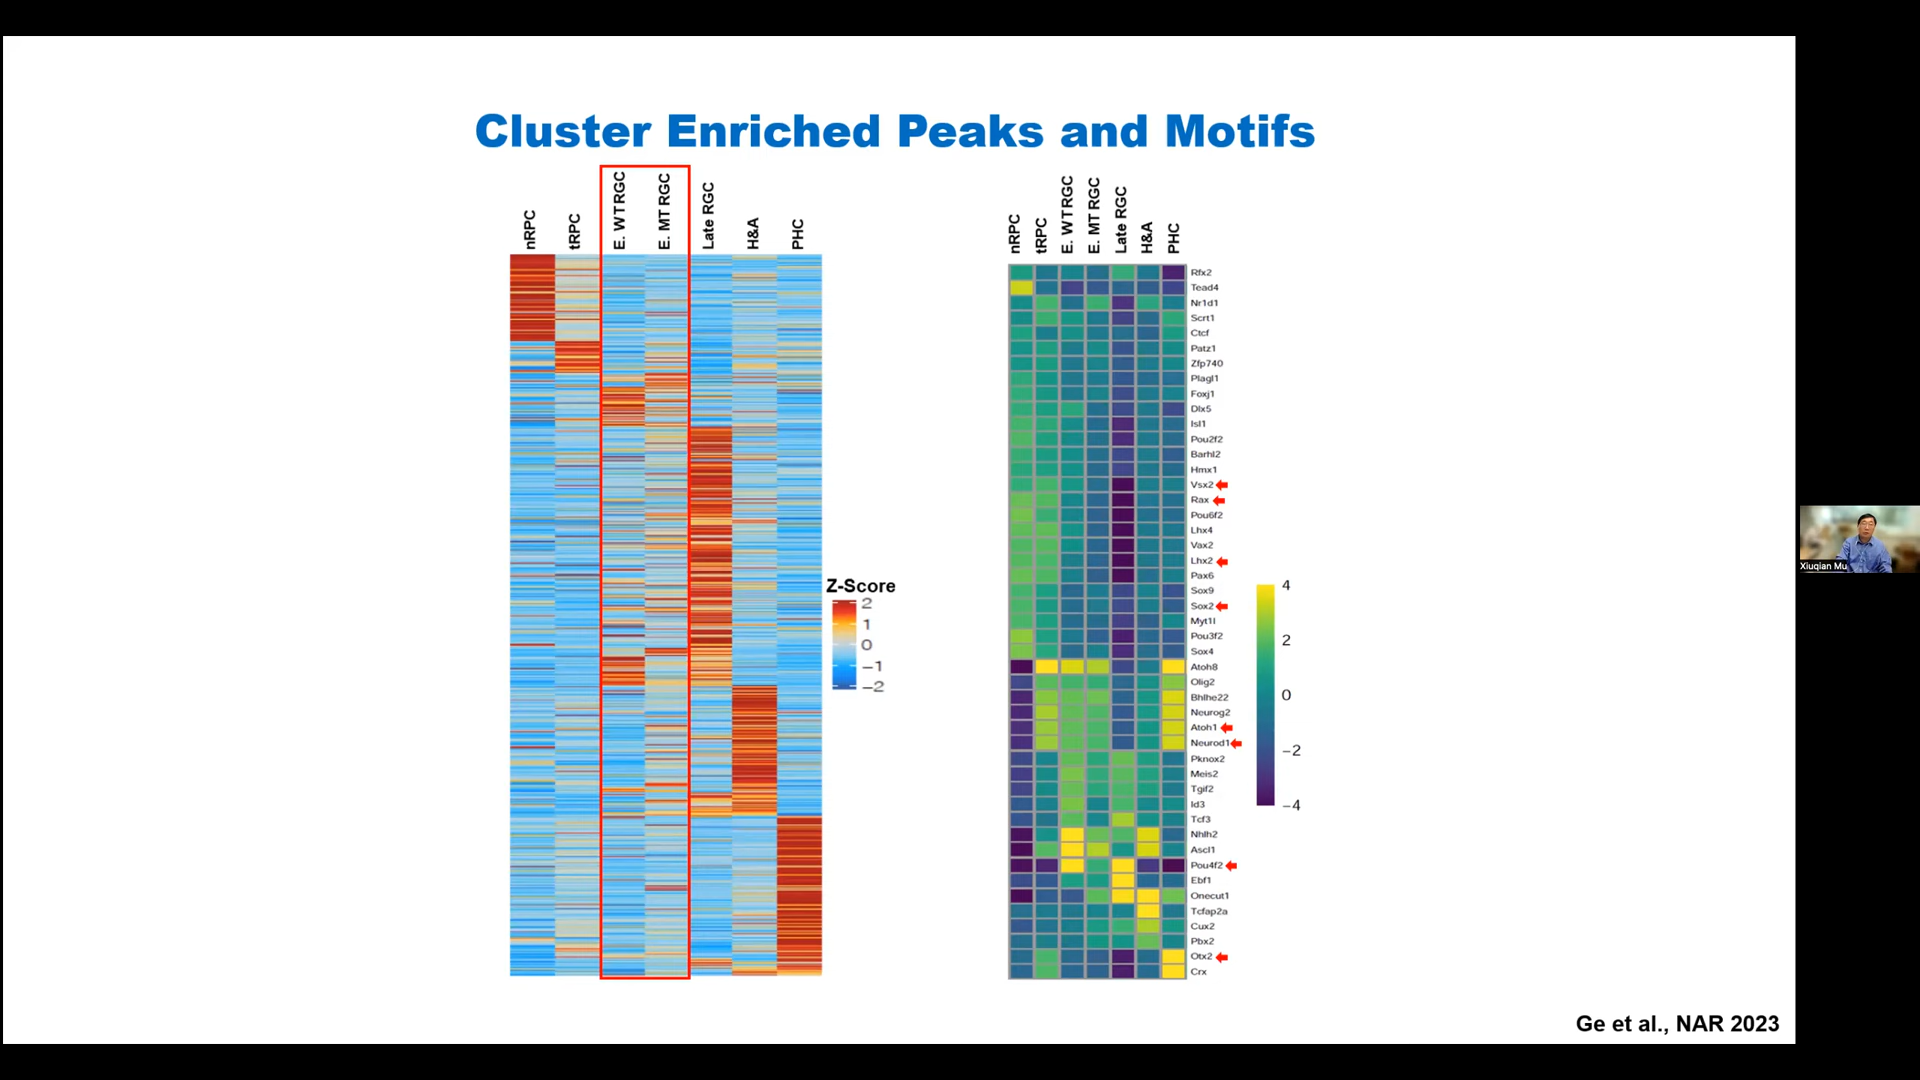 Cluster Enriched Peaks and Motifs
nRPC
tRPC
E. WT RGC
E. MT RGC
Late RGC
H&A
PHC
Z-Score
2
1
0
−1
−2
nRPC
tRPC
E. WT RGC
E. MT RGC
Late RGC
H&A
PHC
Rfx2
Tead4
Nr1d1
Scrt1
Ctcf
Patz1
Zfp740
Plagl1
Foxj1
Dlx5
Isl1
Pou2f2
Barhl2
Hmx1
Vsx2
Rax
Pou6f2
Lhx4
Vax2
Lhx2
Pax6
Sox9
Sox2
Myt1l
Pou3f2
Sox4
Atoh8
Olig2
Bhlhe22
Neurog2
Atoh1
Neurod1
Pknox2
Meis2
Tgif2
Id3
Tcf3
Nhlh2
Ascl1
Pou4f2
Ebf1
Onecut1
Tcfap2a
Cux2
Pbx2
Otx2
Crx
4
2
0
−2
−4
Xiuqian Mu
Ge et al., NAR 2023